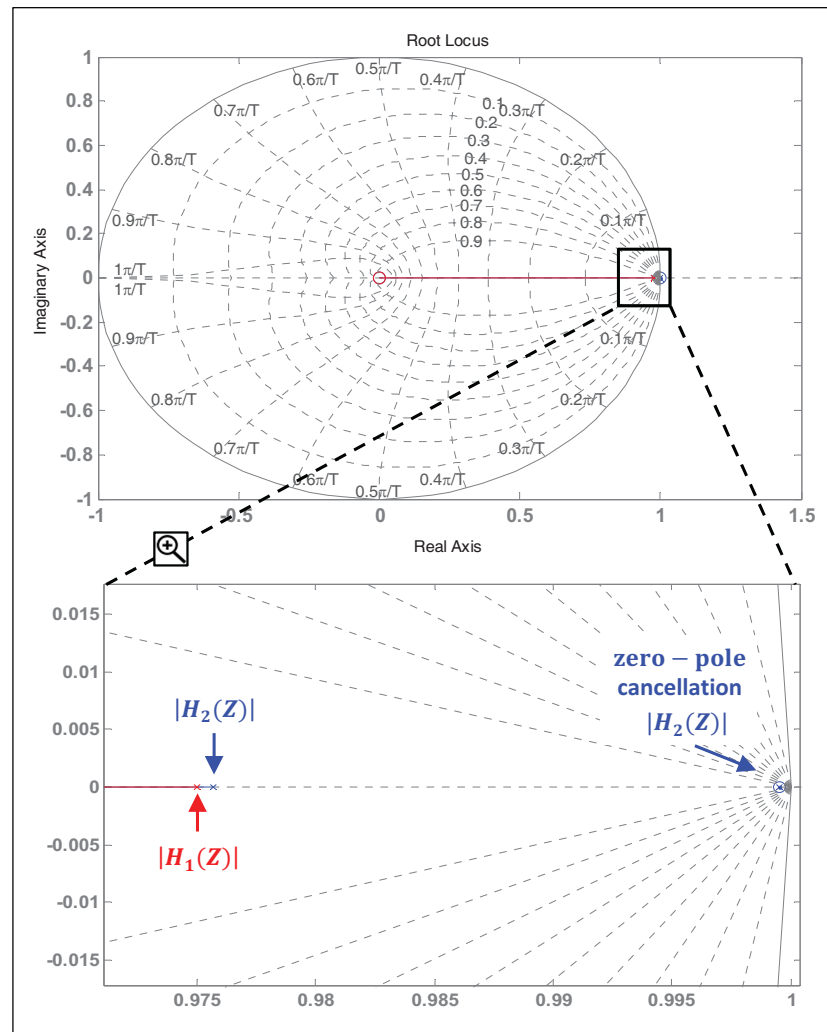 Root Locus
1
0.8
0.6
0.4
0.2
0
-0.2
-0.4
-0.6
-0.8
-1
Imaginary Axis
0.5π/T
0.6π/T
0.4π/T
0.7π/T
0.3π/T
0.8π/T
0.2π/T
0.9π/T
0.1π/T
1π/T
1π/T
0.9π/T
0.1π/T
0.8π/T
0.2π/T
0.7π/T
0.3π/T
0.6π/T
0.4π/T
0.5π/T
0.1
0.2
0.3
0.4
0.5
0.6
0.7
0.8
0.9
-1
-0.5
0
0.5
1
1.5
Real Axis
0.015
0.01
0.005
0
-0.005
-0.01
-0.015
zero – pole
cancellation
|H₂(Z)|
|H₂(Z)|
|H₁(Z)|
0.975
0.98
0.985
0.99
0.995
1